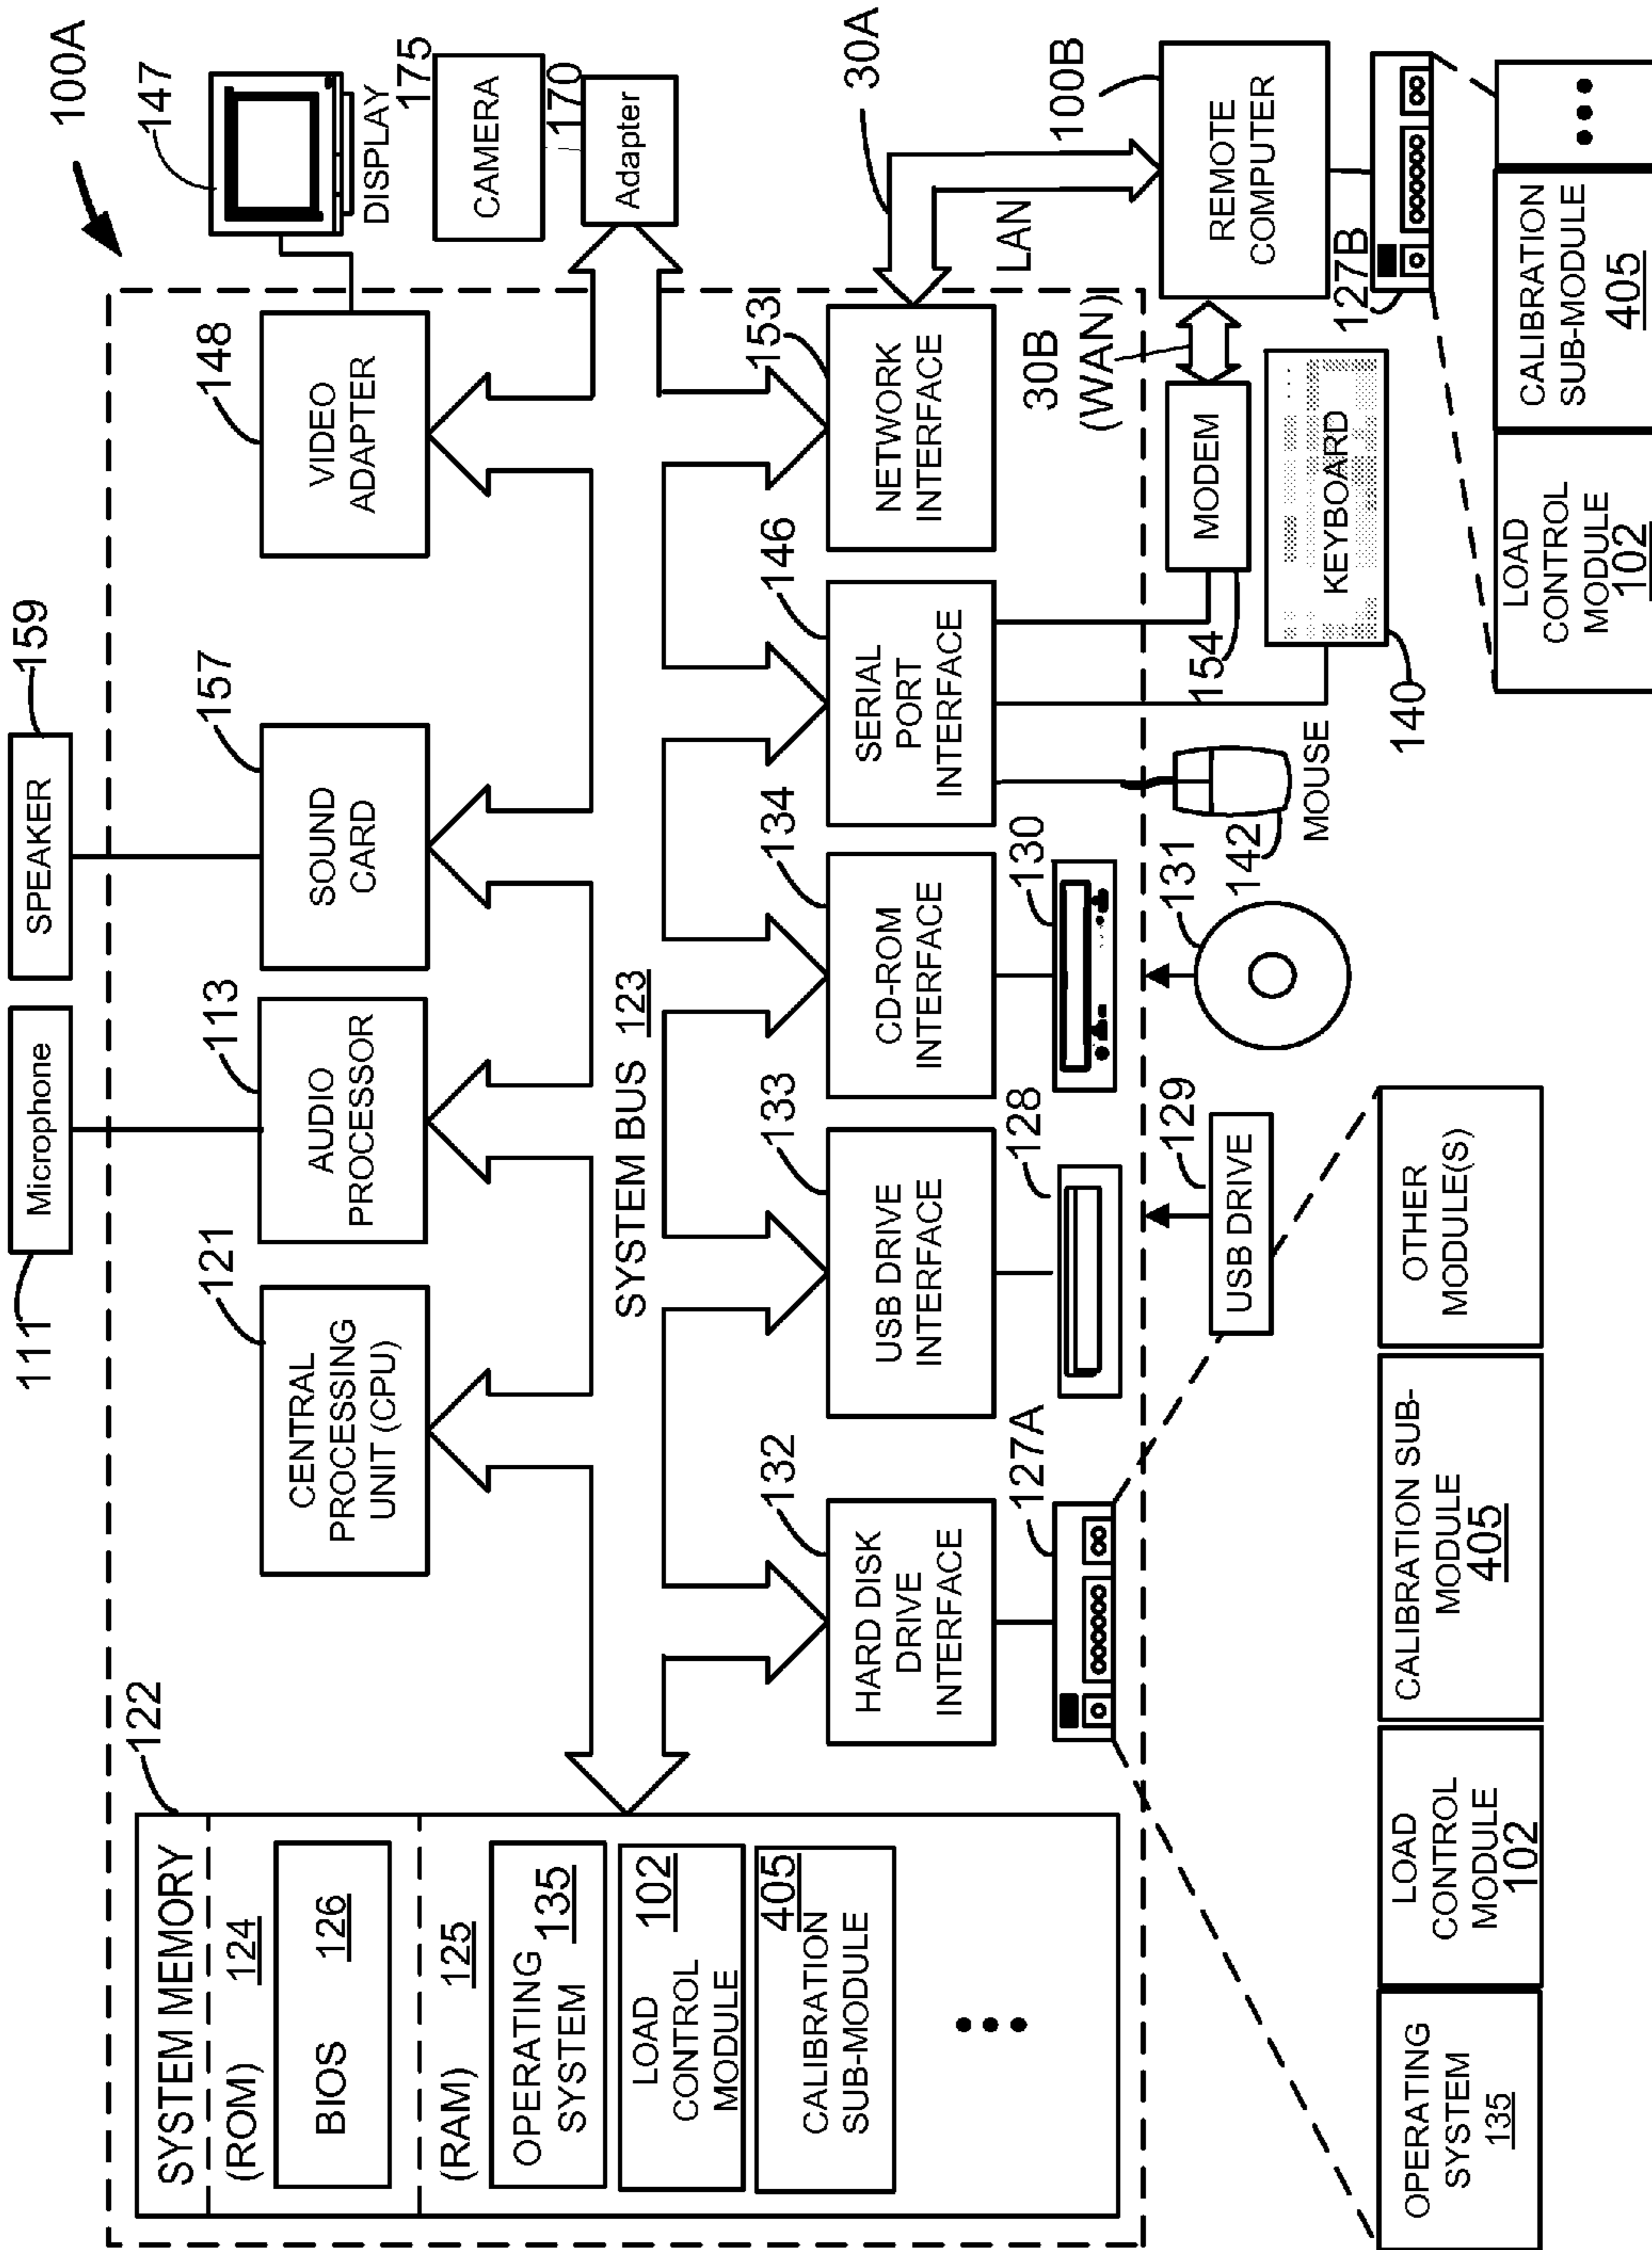 111
Microphone
SPEAKER
159
100A
122
121
113
157
148
147
DISPLAY
SYSTEM MEMORY
(ROM) 124
BIOS 126
(RAM) 125
OPERATING
SYSTEM 135
LOAD
CONTROL
MODULE
102
405
CALIBRATION
SUB-MODULE
CENTRAL
PROCESSING
UNIT (CPU)
AUDIO
PROCESSOR
SOUND
CARD
VIDEO
ADAPTER
CAMERA
175
170
Adapter
SYSTEM BUS 123
132
133
134
146
153
HARD DISK
DRIVE
INTERFACE
USB DRIVE
INTERFACE
CD-ROM
INTERFACE
SERIAL
PORT
INTERFACE
NETWORK
INTERFACE
30A
LAN
127A
128
130
30B
(WAN)
100B
REMOTE
COMPUTER
129
USB DRIVE
131
142
MOUSE
154
MODEM
140
KEYBOARD
127B
OPERATING
SYSTEM
135
LOAD
CONTROL
MODULE
102
CALIBRATION SUB-
MODULE
405
OTHER
MODULE(S)
LOAD
CONTROL
MODULE
102
CALIBRATION
SUB-MODULE
405